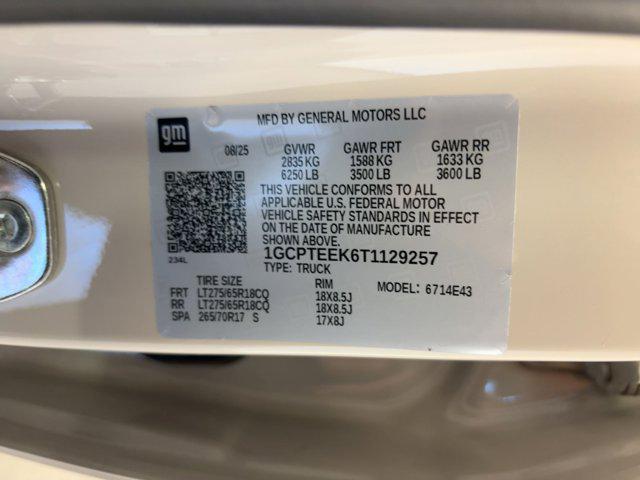 gm
MFD BY GENERAL MOTORS LLC
08/25 GVWR GAWR FRT GAWR RR
2835 KG 1588 KG 1633 KG
6250 LB 3500 LB 3600 LB
THIS VEHICLE CONFORMS TO ALL
APPLICABLE U.S. FEDERAL MOTOR
VEHICLE SAFETY STANDARDS IN EFFECT
ON THE DATE OF MANUFACTURE
SHOWN ABOVE.
234L
1GCPTEEK6T1129257
TYPE: TRUCK
TIRE SIZE RIM MODEL: 6714E43
FRT LT275/65R18CQ 18X8.5J
RR LT275/65R18CQ 18X8.5J
SPA 265/70R17 S 17X8J